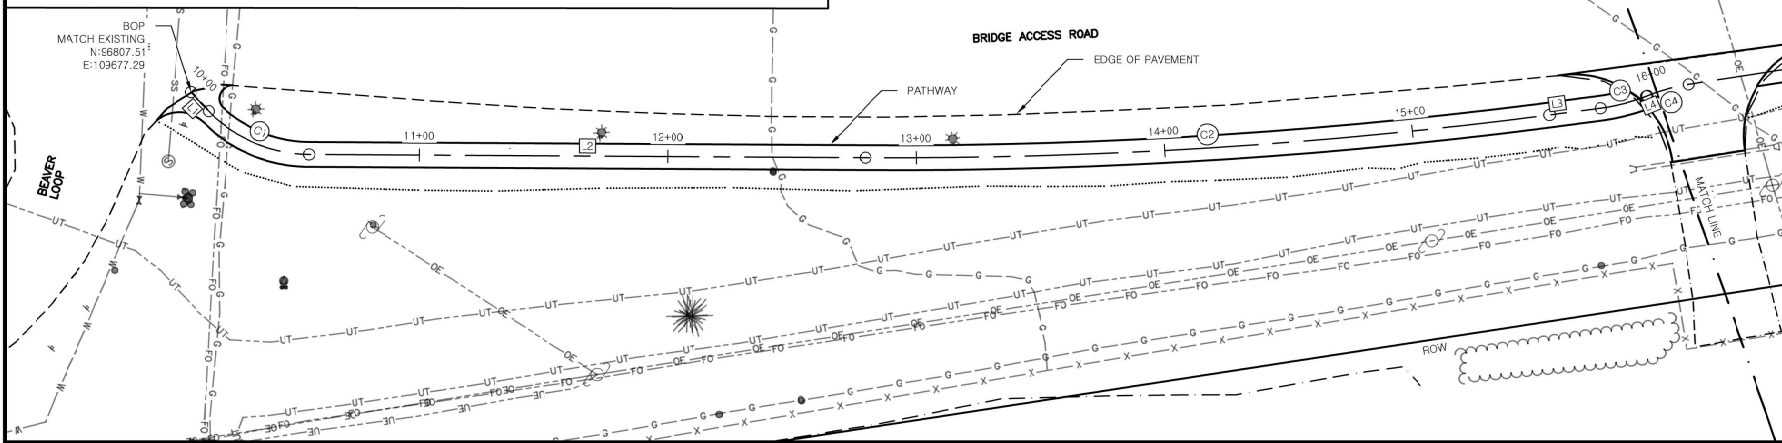 BOP
MATCH EXISTING
N:96807.51
E:109677.29
BRIDGE ACCESS ROAD
EDGE OF PAVEMENT
PATHWAY
BEAVER
LOOP
10+00
11+00
12+00
13+00
14+00
15+00
16+00
L1
C1
L2
C2
L3
C3
L4
C4
MATCH LINE
ROW
SS
S
W
G
FO
UT
OE
UE
X